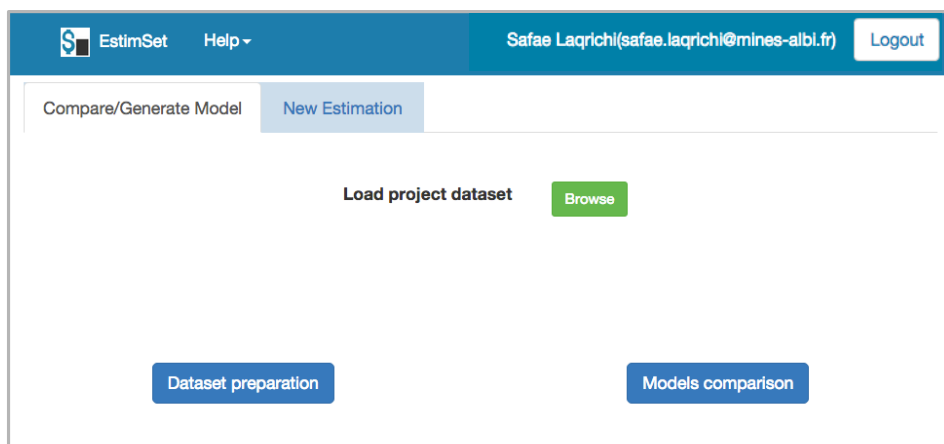 EstimSet Help Safae Laqrichi(safae.laqrichi@mines-albi.fr) Logout
Compare/Generate Model New Estimation
Load project dataset Browse
Dataset preparation Models comparison